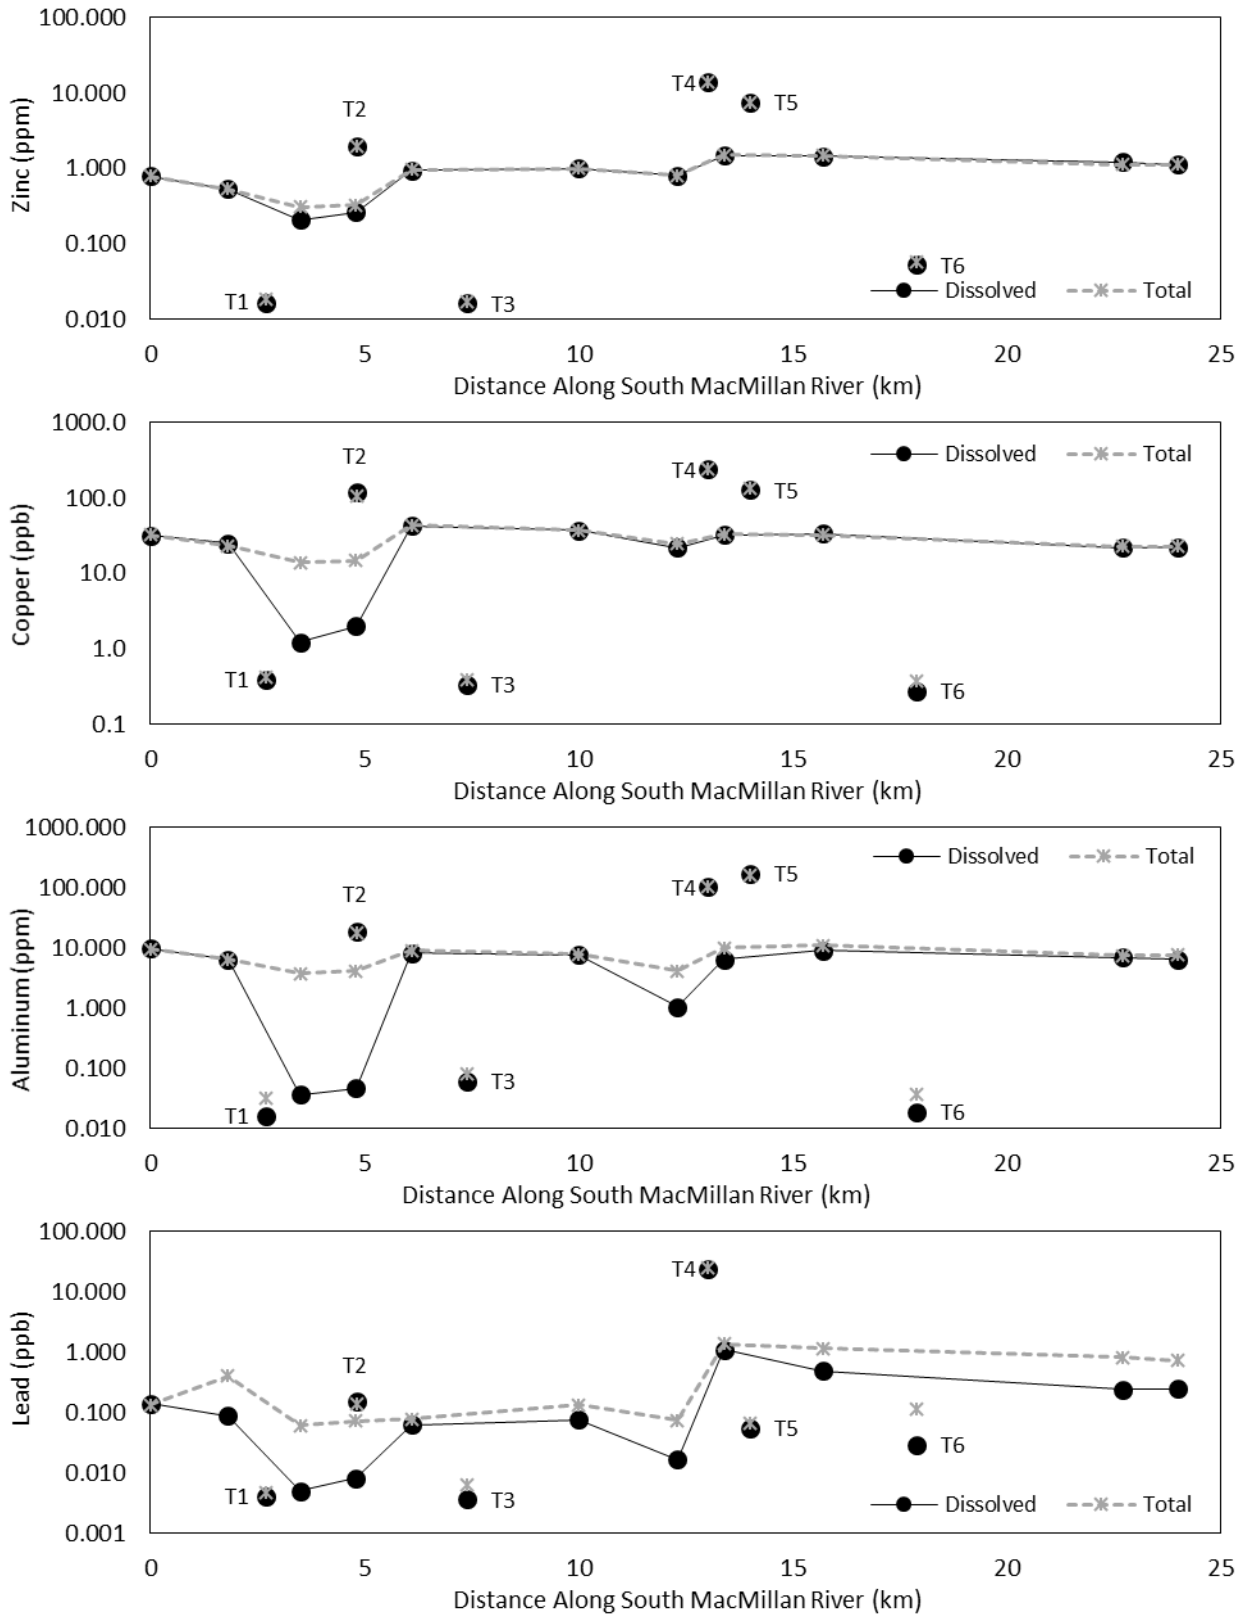 100.000
10.000
1.000
0.100
0.010
Zinc (ppm)
T1
T2
T3
T4
T5
T6
Dissolved
Total
0 5 10 15 20 25
Distance Along South MacMillan River (km)
1000.0
100.0
10.0
1.0
0.1
Copper (ppb)
Dissolved
Total
T1
T2
T3
T4
T5
T6
0 5 10 15 20 25
Distance Along South MacMillan River (km)
1000.000
100.000
10.000
1.000
0.100
0.010
Aluminum (ppm)
Dissolved
Total
T1
T2
T3
T4
T5
T6
0 5 10 15 20 25
Distance Along South MacMillan River (km)
100.000
10.000
1.000
0.100
0.010
0.001
Lead (ppb)
T1
T2
T3
T4
T5
T6
Dissolved
Total
0 5 10 15 20 25
Distance Along South MacMillan River (km)